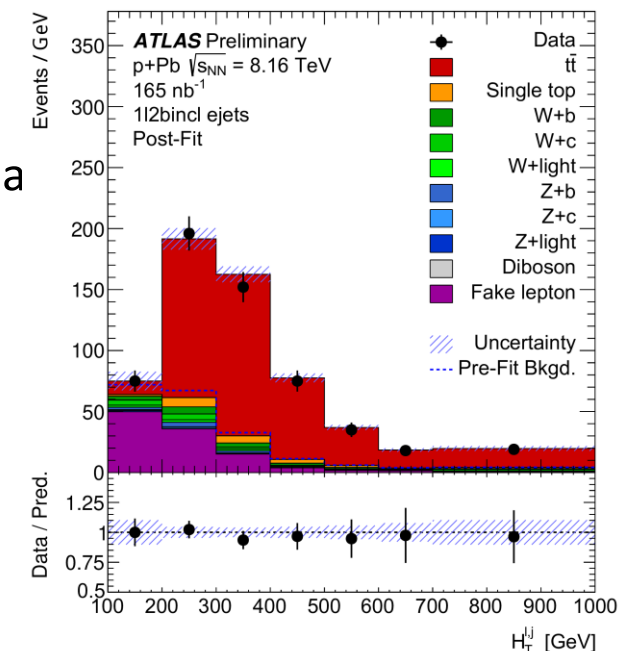 a
Events / GeV
350
300
250
200
150
100
50
0
ATLAS Preliminary
p+Pb √sNN = 8.16 TeV
165 nb-1
1l2bincl ejets
Post-Fit
Data
tt̄
Single top
W+b
W+c
W+light
Z+b
Z+c
Z+light
Diboson
Fake lepton
Uncertainty
Pre-Fit Bkgd.
Data / Pred.
1.25
1
0.75
0.5
100 200 300 400 500 600 700 800 900 1000
HTl,j [GeV]